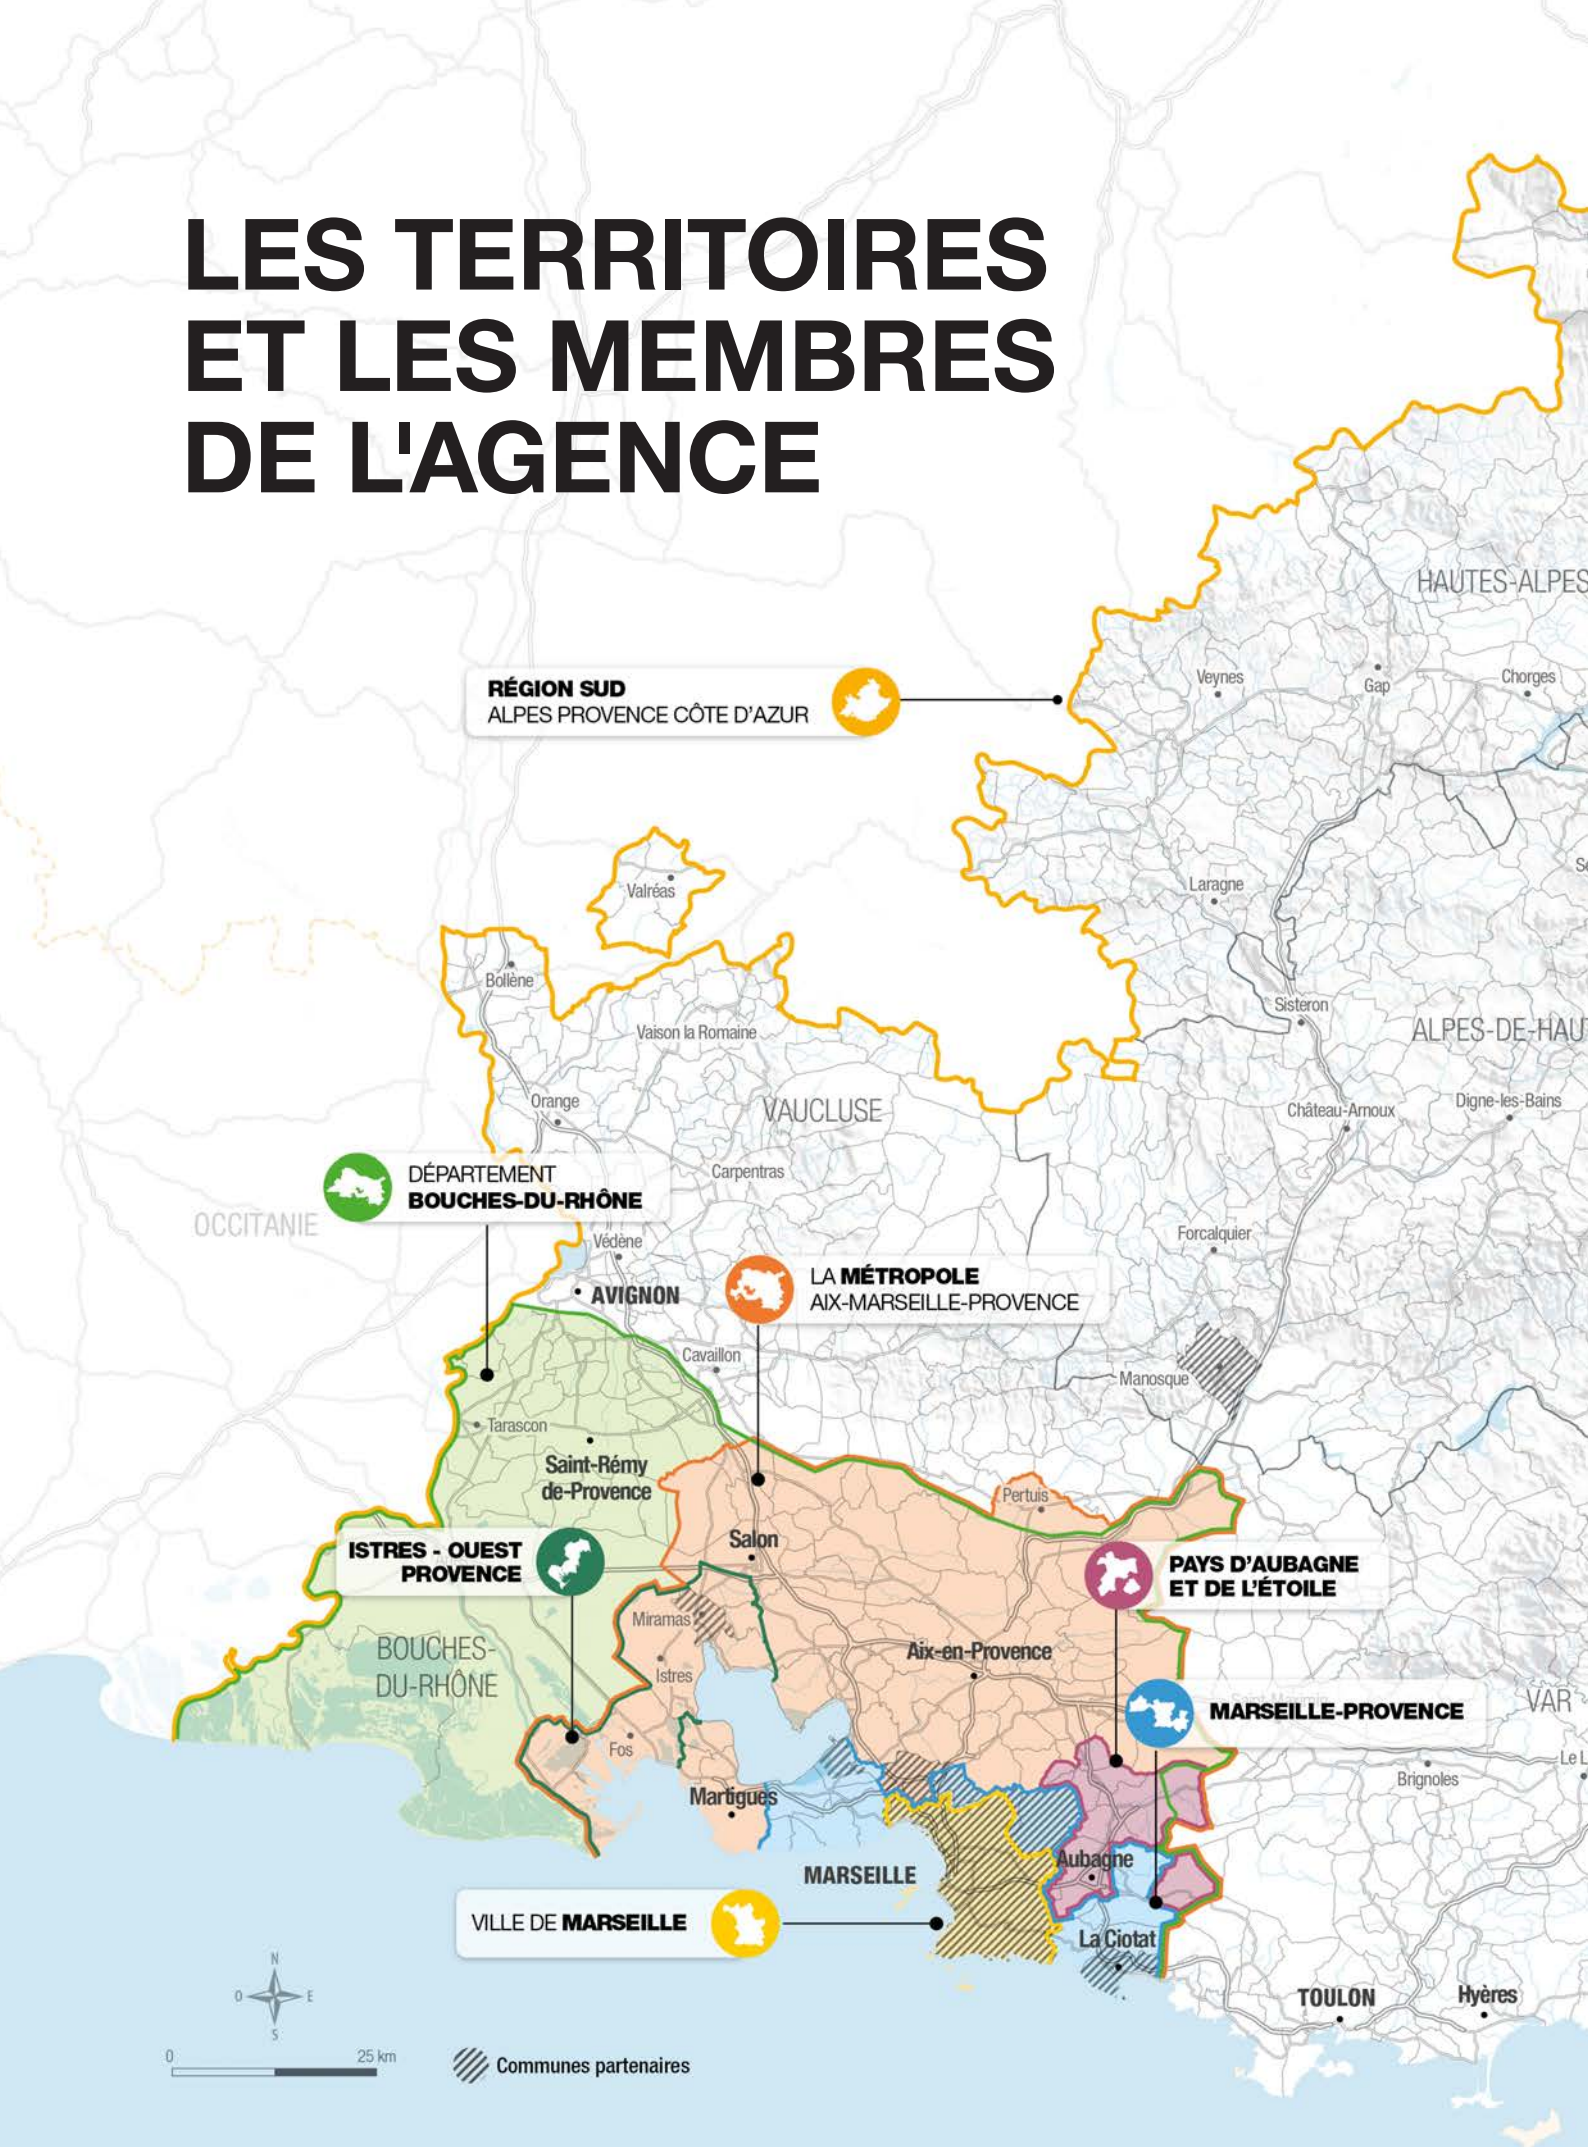 LES TERRITOIRES
ET LES MEMBRES
DE L'AGENCE
HAUTES-ALPES
Veynes
Gap
Chorges
RÉGION SUD
ALPES PROVENCE CÔTE D'AZUR
Valréas
Laragne
Bollène
Sisteron
Vaison la Romaine
ALPES-DE-HAU
Orange
VAUCLUSE
Château-Arnoux
Digne-les-Bains
DÉPARTEMENT
BOUCHES-DU-RHÔNE
Carpentras
OCCITANIE
Védène
Forcalquier
LA MÉTROPOLE
AIX-MARSEILLE-PROVENCE
AVIGNON
Cavaillon
Manosque
Tarascon
Saint-Rémy
de-Provence
Pertuis
Salon
ISTRES - OUEST
PROVENCE
PAYS D'AUBAGNE
ET DE L'ÉTOILE
Miramas
BOUCHES-
DU-RHÔNE
Istres
Aix-en-Provence
MARSEILLE-PROVENCE
VAR
Fos
Le L
Brignoles
Martigues
Aubagne
MARSEILLE
VILLE DE MARSEILLE
La Ciotat
N
O
E
S
TOULON
Hyères
0
25 km
Communes partenaires